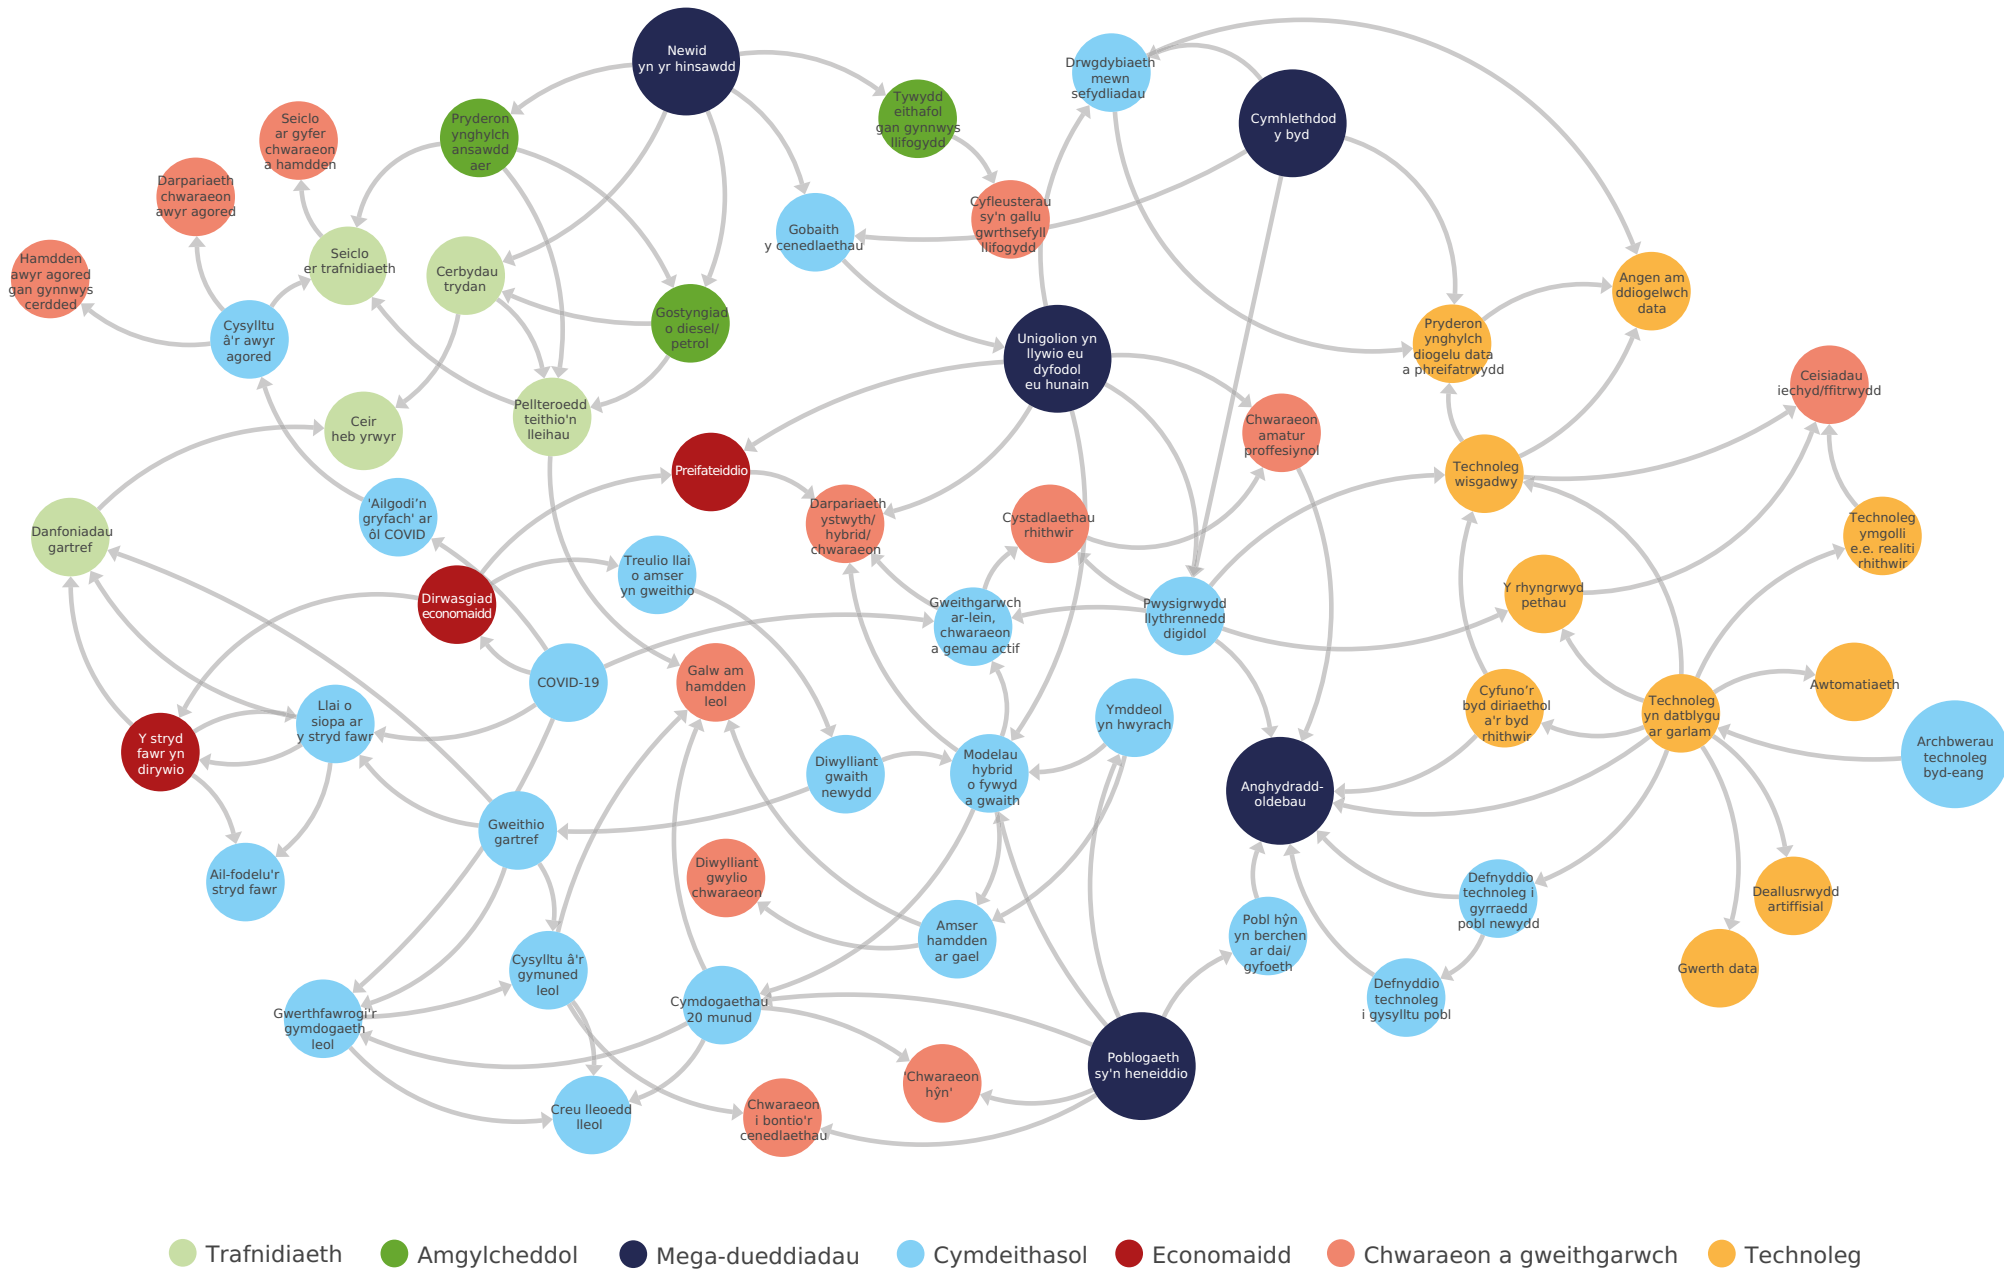 Newid
yn yr hinsawdd
Drwgdybiaeth
mewn
sefydliadau
Cymhlethdod
y byd
Tywydd
eithafol
gan gynnwys
llifogydd
Pryderon
ynghylch
ansawdd
aer
Seiclo
ar gyfer
chwaraeon
a hamdden
Darpariaeth
chwaraeon
awyr agored
Hamdden
awyr agored
gan gynnwys
cerdded
Seiclo
er trafnidiaeth
Cerbydau
trydan
Gobaith
y cenedlaethau
Cyfleusterau
sy'n gallu
gwrthsefyll
llifogydd
Angen am
ddiogelwch
data
Cysylltu
â'r awyr
agored
Gostyngiad
o diesel/
petrol
Unigolion yn
llywio eu
dyfodol
eu hunain
Pryderon
ynghylch
diogelu data
a phreifatrwydd
Ceisiadau
iechyd/ffitrwydd
Ceir
heb yrwyr
Pellteroedd
teithio'n
lleihau
Chwaraeon
amatur
proffesiynol
Preifateiddio
Technoleg
wisgadwy
Danfoniadau
gartref
'Ailgodi’n
gryfach' ar
ôl COVID
Darpariaeth
ystwyth/
hybrid/
chwaraeon
Cystadlaethau
rhithwir
Technoleg
ymgolli
e.e. realiti
rhithwir
Dirwasgiad
economaidd
Treulio llai
o amser
yn gweithio
Gweithgarwch
ar-lein,
chwaraeon
a gemau actif
Pwysigrwydd
llythrennedd
digidol
Y rhyngrwyd
pethau
COVID-19
Galw am
hamdden
leol
Ymddeol
yn hwyrach
Cyfuno’r
byd diriaethol
a'r byd
rhithwir
Technoleg
yn datblygu
ar garlam
Awtomatiaeth
Archbwerau
technoleg
byd-eang
Y stryd
fawr yn
dirywio
Llai o
siopa ar
y stryd fawr
Diwylliant
gwaith
newydd
Modelau
hybrid
o fywyd
a gwaith
Anghydradd-
oldebau
Gweithio
gartref
Ail-fodelu'r
stryd fawr
Diwylliant
gwylio
chwaraeon
Amser
hamdden
ar gael
Pobl hŷn
yn berchen
ar dai/
gyfoeth
Defnyddio
technoleg i
gyrraedd
pobl newydd
Deallusrwydd
artiffisial
Gwerth data
Cysylltu â'r
gymuned
leol
Gwerthfawrogi'r
gymdogaeth
leol
Cymdogaethau
20 munud
Defnyddio
technoleg
i gysylltu pobl
Poblogaeth
sy'n heneiddio
'Chwaraeon
hŷn'
Creu lleoedd
lleol
Chwaraeon
i bontio'r
cenedlaethau
Trafnidiaeth
Amgylcheddol
Mega-dueddiadau
Cymdeithasol
Economaidd
Chwaraeon a gweithgarwch
Technoleg